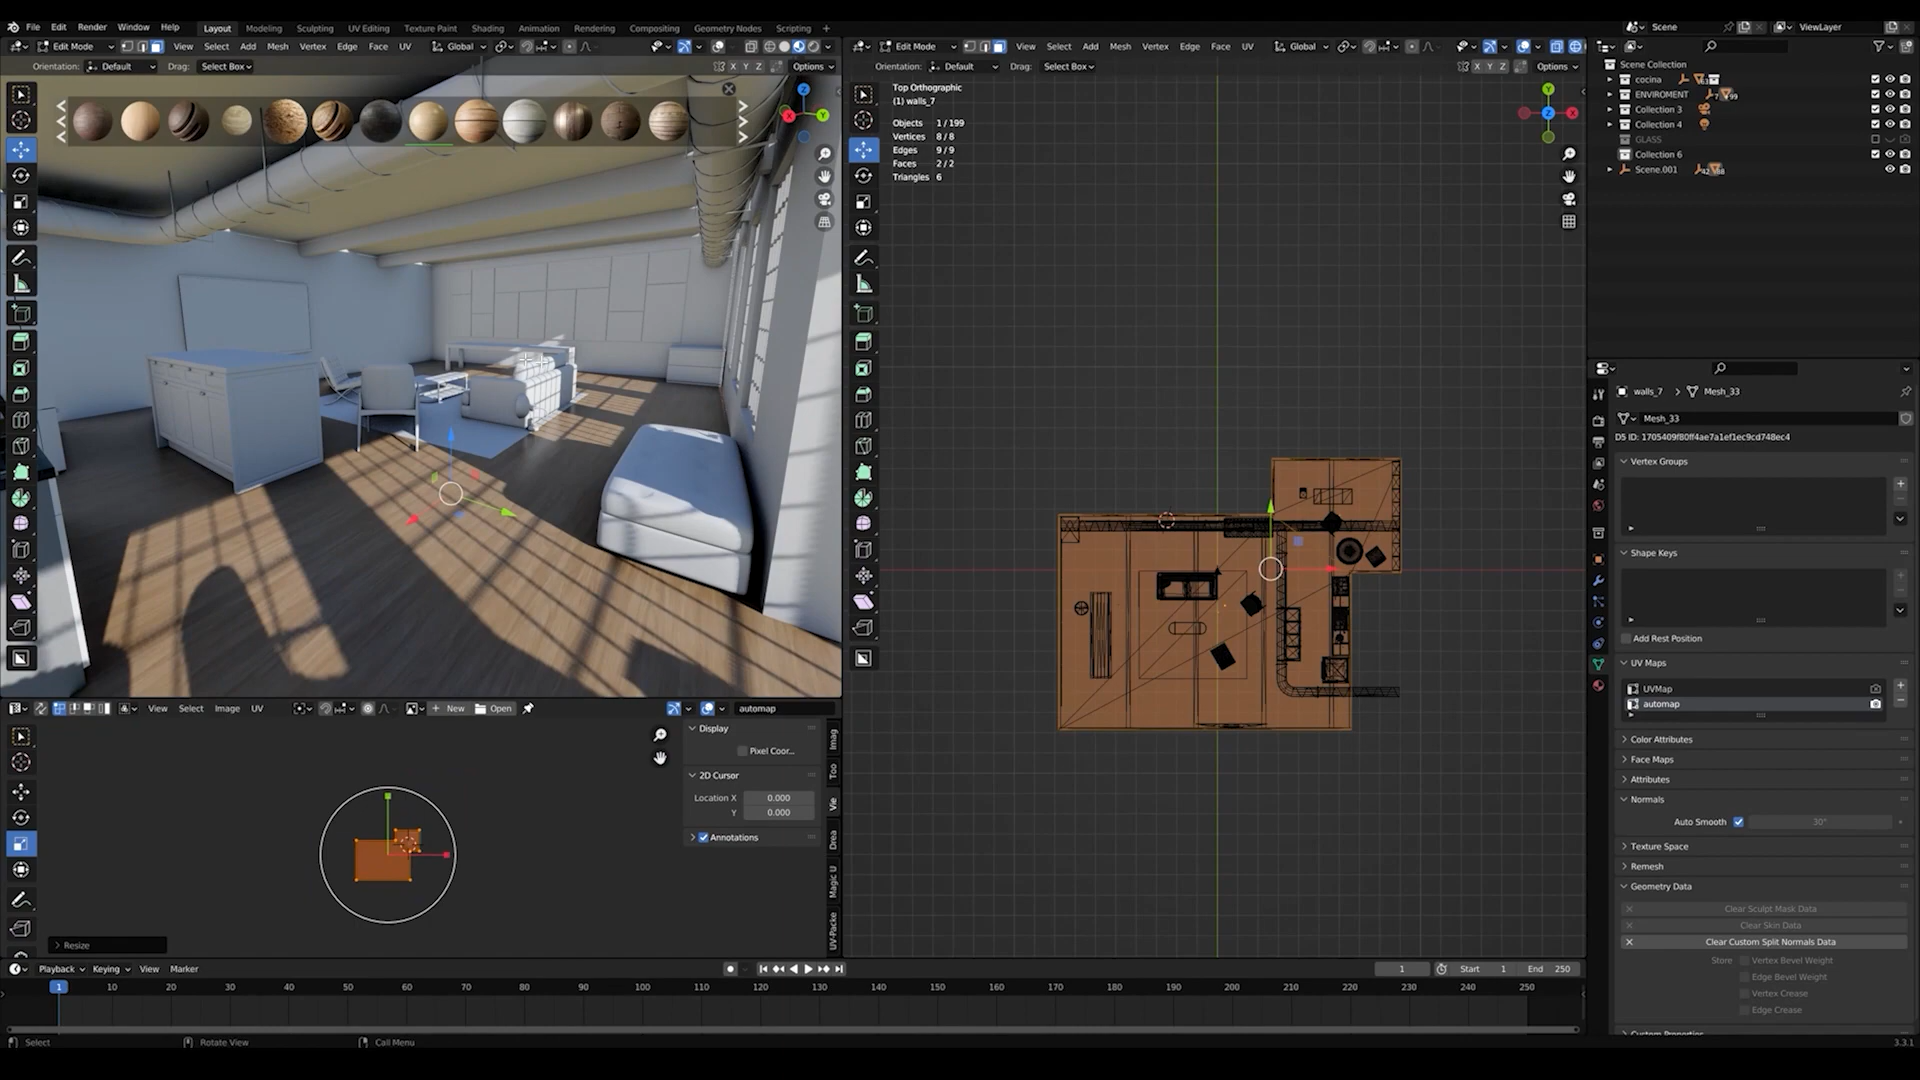 File Edit Render Window Help Layout Modeling Sculpting UV Editing Texture Paint Shading Animation Rendering Compositing Geometry Nodes Scripting + Scene ViewLayer
Edit Mode View Select Add Mesh Vertex Edge Face UV Global
Edit Mode View Select Add Mesh Vertex Edge Face UV Global
Orientation: Default Drag: Select Box X Y Z Options
Orientation: Default Drag: Select Box X Y Z Options
Top Orthographic
(1) walls_7
Objects 1/199
Vertices 8/8
Edges 9/9
Faces 2/2
Triangles 6
Scene Collection
cocina
ENVIROMENT
Collection 3
Collection 4
GLASS
Collection 6
Scene.001
walls_7 > Mesh_33
Mesh_33
D5 ID: 1705409f80ff4ae7a1ef1ec9cd748ec4
Vertex Groups
Shape Keys
Add Rest Position
UV Maps
UVMap
automap
Color Attributes
Face Maps
Attributes
Normals
Auto Smooth 30°
Texture Space
Remesh
Geometry Data
Clear Sculpt Mask Data
Clear Skin Data
Clear Custom Split Normals Data
Store Vertex Bevel Weight
Edge Bevel Weight
Vertex Crease
Edge Crease
Custom Properties
View Select Image UV New Open automap
Display
Pixel Coor...
2D Cursor
Location X 0.000
Y 0.000
Annotations
Imag
Too
Vie
Drea
Magic U
UV-Packe
Resize
Playback Keying View Marker 1 Start 1 End 250
1 10 20 30 40 50 60 70 80 90 100 110 120 130 140 150 160 170 180 190 200 210 220 230 240 250
Select Rotate View Call Menu 3.3.1